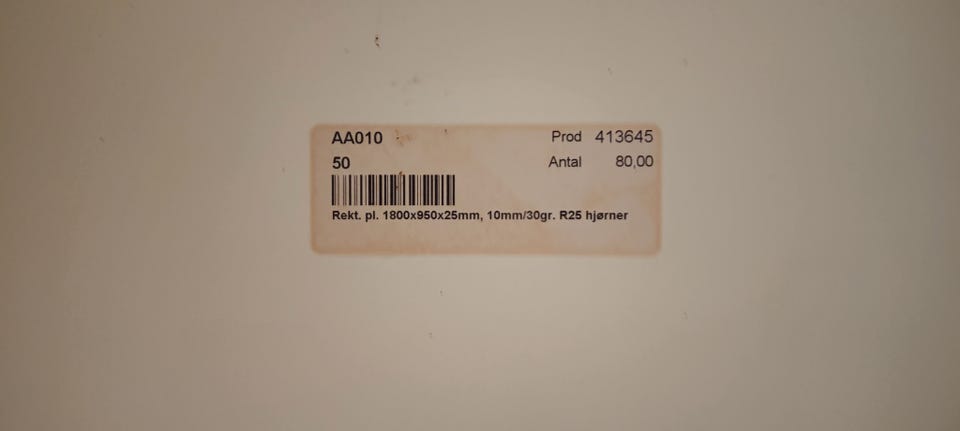 AA010 Prod 413645
50 Antal 80,00
Rekt. pl. 1800x950x25mm, 10mm/30gr. R25 hjørner